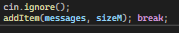 cin.ignore();
addItem(messages, sizeM); break;